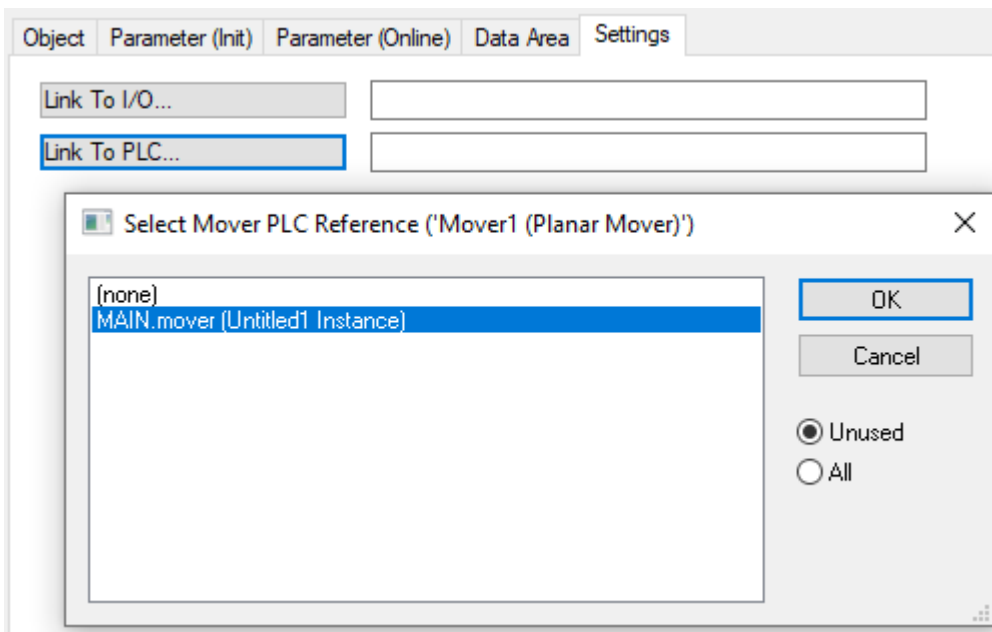 Object Parameter (Init) Parameter (Online) Data Area Settings
Link To I/O...
Link To PLC...
Select Mover PLC Reference ('Mover1 (Planar Mover)')
(none)
MAIN.mover (Untitled1 Instance)
OK
Cancel
Unused
All